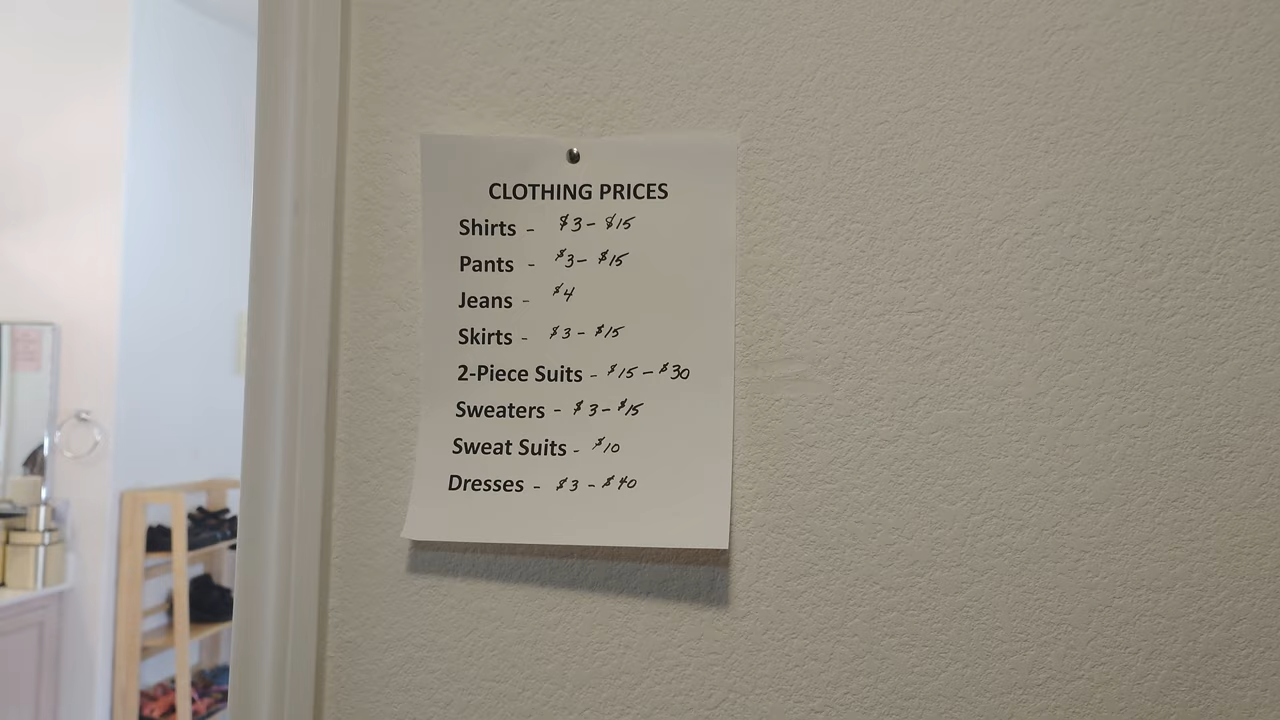 CLOTHING PRICES
Shirts - $3 - $15
Pants - $3 - $15
Jeans - $4
Skirts - $3 - $15
2-Piece Suits - $15 - $30
Sweaters - $3 - $15
Sweat Suits - $10
Dresses - $3 - $40